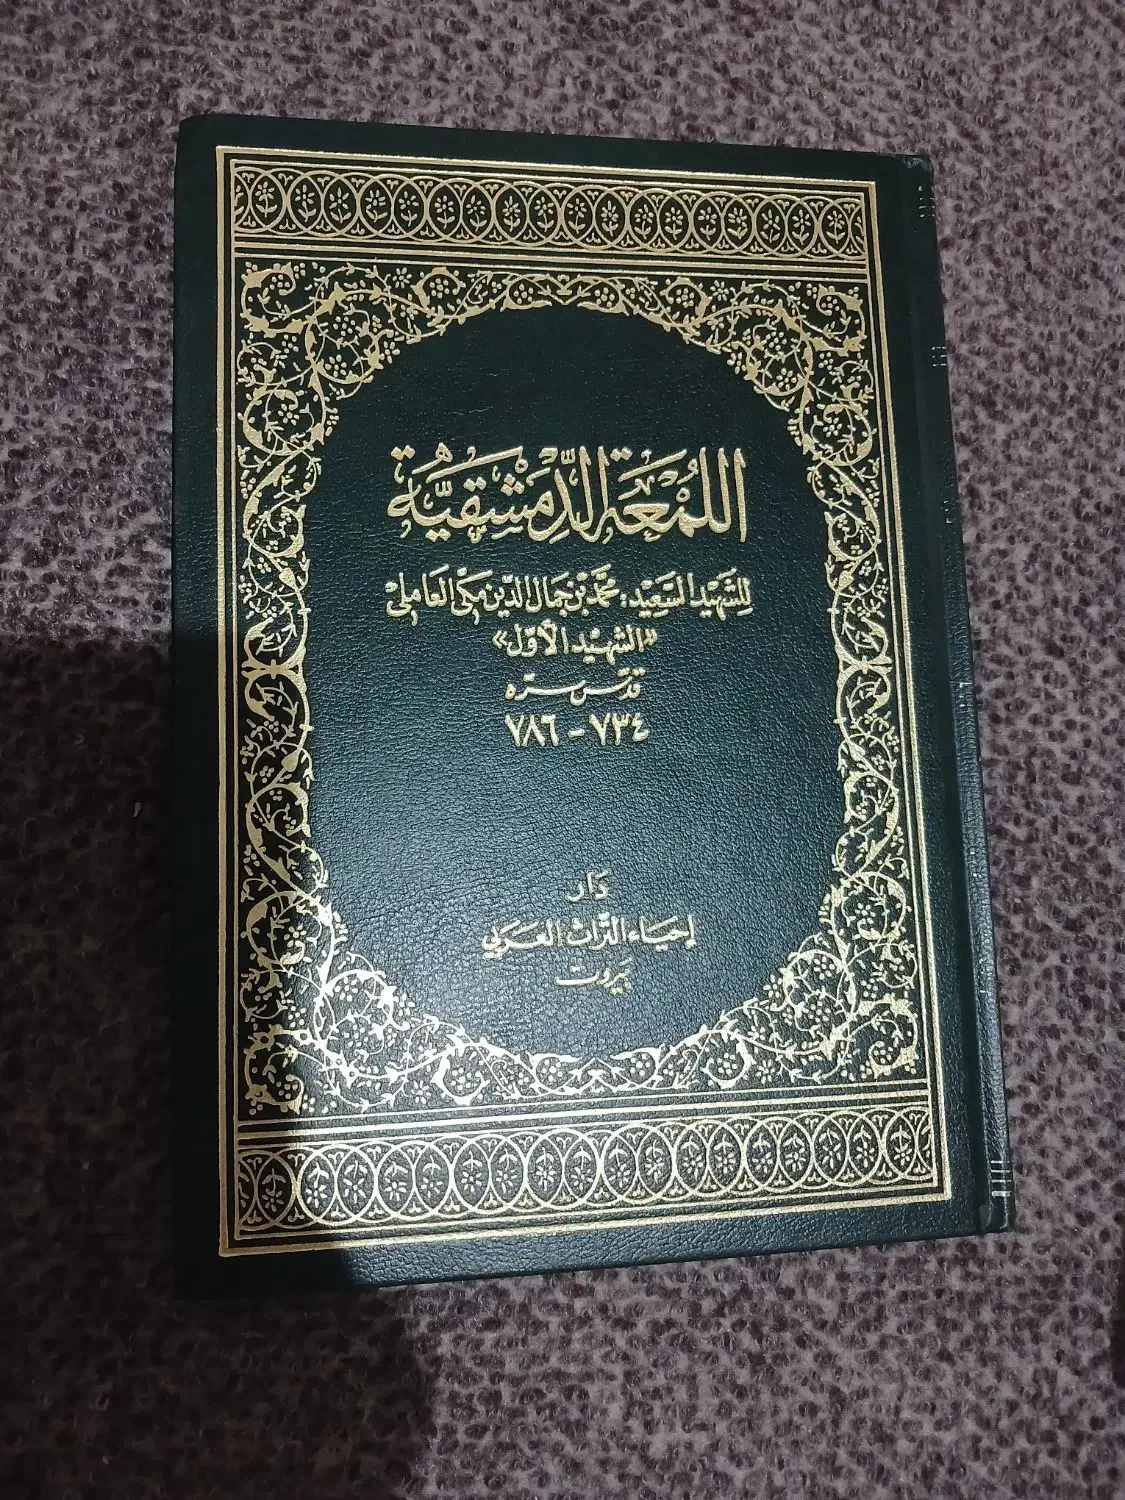 اللمعة الدمشقية
للشهيد السعيد: محمد بن جمال الدين مكي العاملي
«الشهيد الأول»
قدس سره
٧٣٤ - ٧٨٦
دار
إحياء التراث العربي
بيروت